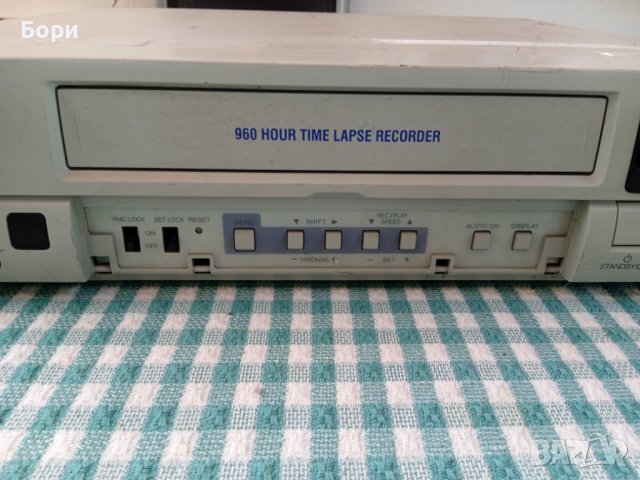 Бори
960 HOUR TIME LAPSE RECORDER
RMC LOCK SET LOCK RESET
ON
OFF
MENU
▼ SHIFT ►
− TRACKING +
REC/PLAY
▼ SPEED ▲
− SET +
AUDIO ON DISPLAY
STANDBY/O
BAZAR